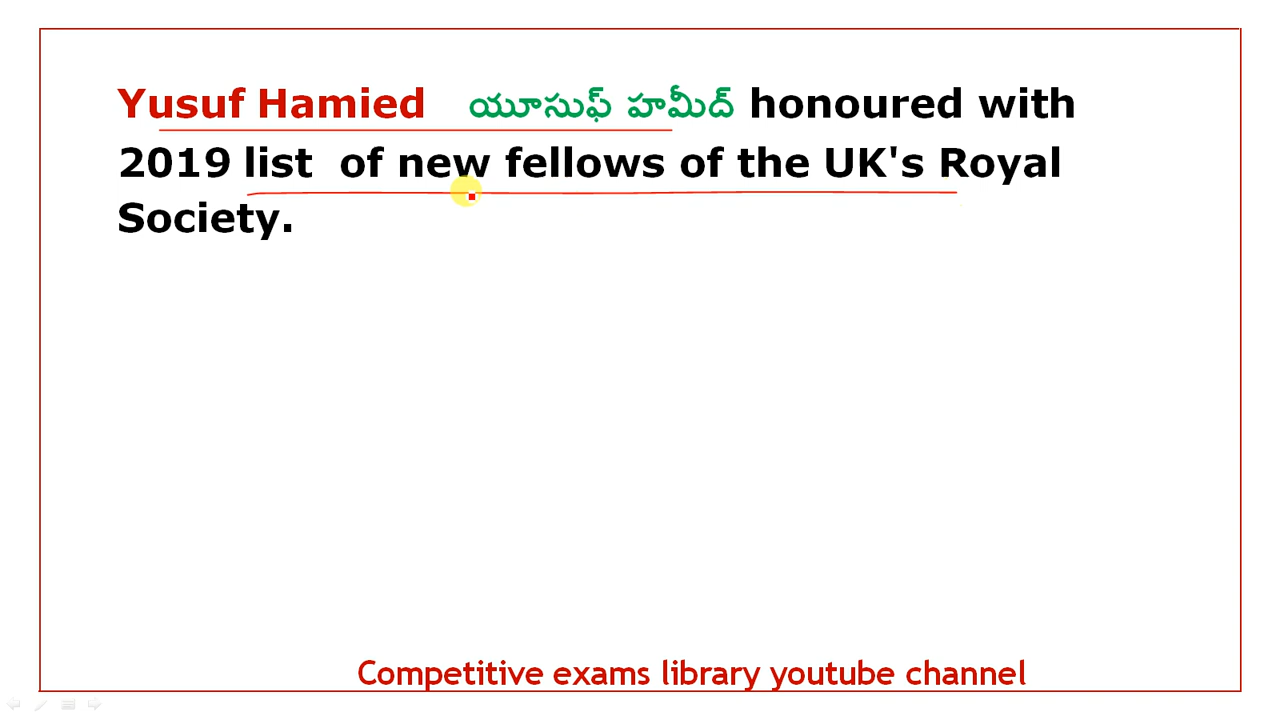 Yusuf Hamied యూసుఫ్ హమీద్ honoured with
2019 list of new fellows of the UK's Royal
Society.
Competitive exams library youtube channel